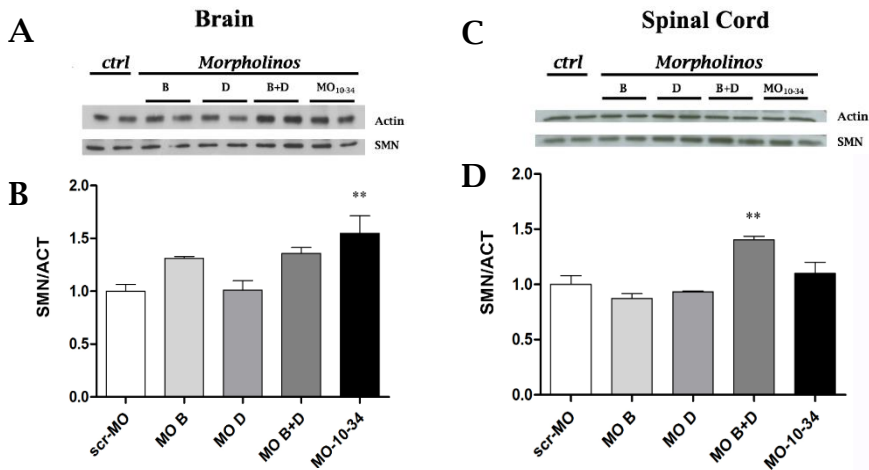 A
Brain
ctrl Morpholinos
B D B+D MO10-34
Actin
SMN
B
SMN/ACT
2.0
1.5
1.0
0.5
0.0
**
scr-MO MO B MO D MO B+D MO-10-34
C
Spinal Cord
ctrl Morpholinos
B D B+D MO10-34
Actin
SMN
D
SMN/ACT
2.0
1.5
1.0
0.5
0.0
**
scr-MO MO B MO D MO B+D MO-10-34